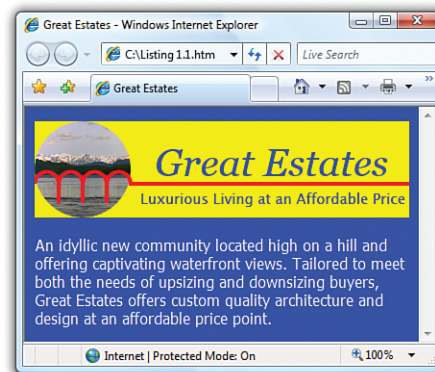 Great Estates - Windows Internet Explorer
C:\Listing 1.1.htm
Live Search
Great Estates
Great Estates
Luxurious Living at an Affordable Price
An idyllic new community located high on a hill and
offering captivating waterfront views. Tailored to meet
both the needs of upsizing and downsizing buyers,
Great Estates offers custom quality architecture and
design at an affordable price point.
Internet | Protected Mode: On
100%